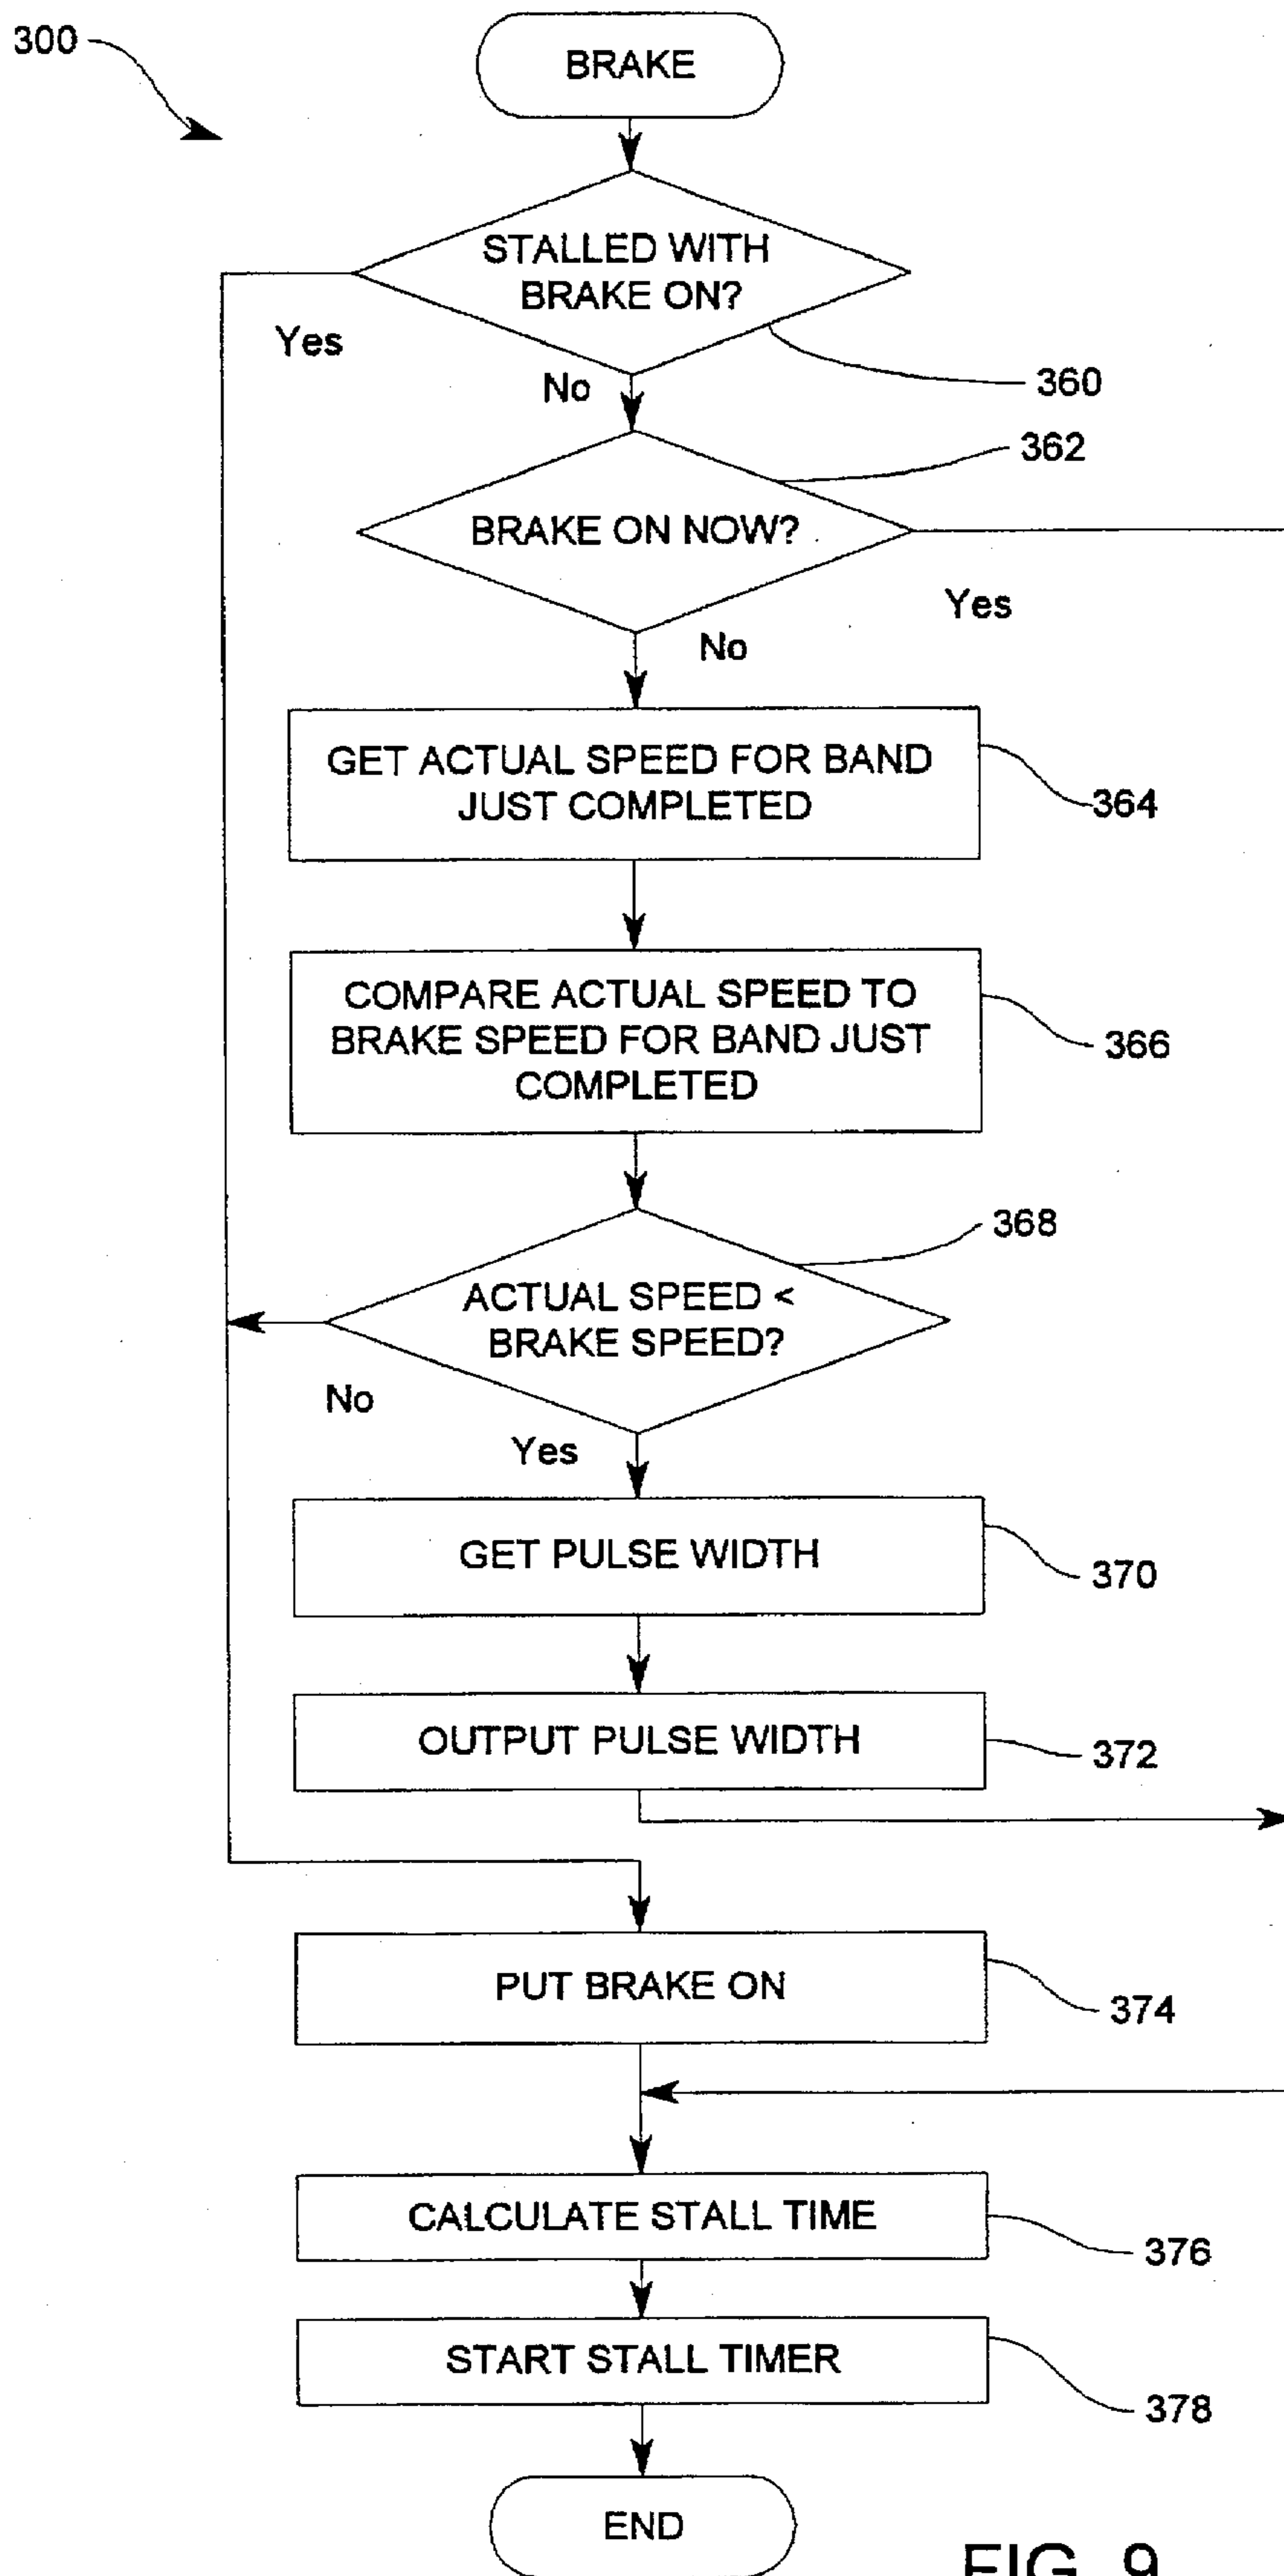 300
BRAKE
STALLED WITH
BRAKE ON?
Yes
No
360
362
BRAKE ON NOW?
Yes
No
GET ACTUAL SPEED FOR BAND
JUST COMPLETED
364
COMPARE ACTUAL SPEED TO
BRAKE SPEED FOR BAND JUST
COMPLETED
366
368
ACTUAL SPEED <
BRAKE SPEED?
No
Yes
GET PULSE WIDTH
370
OUTPUT PULSE WIDTH
372
PUT BRAKE ON
374
CALCULATE STALL TIME
376
START STALL TIMER
378
END
FIG. 9